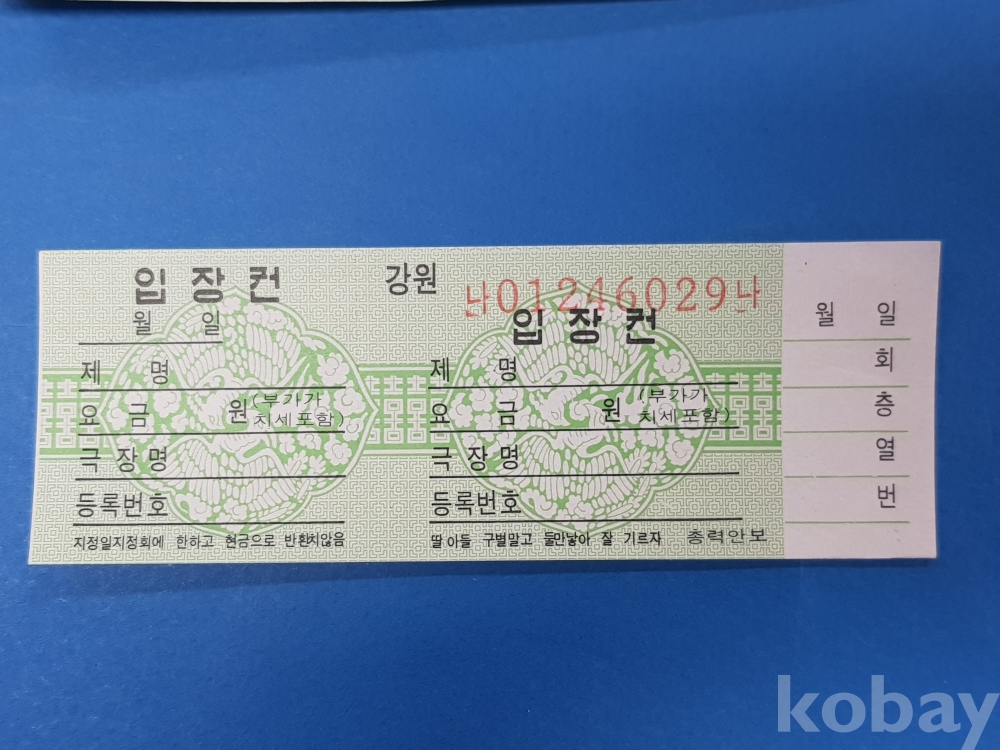 입장권
월 일
제 명
요 금 원 (부가가
치세포함)
극장명
등록번호
지정일지정회에 한하고 현금으로 반환치않음
강원
나01246029나
입장권
제 명
요 금 원 (부가가
치세포함)
극장명
등록번호
딸아들 구별말고 둘만낳아 잘 기르자 총력안보
월 일
회
층
열
번
kobay